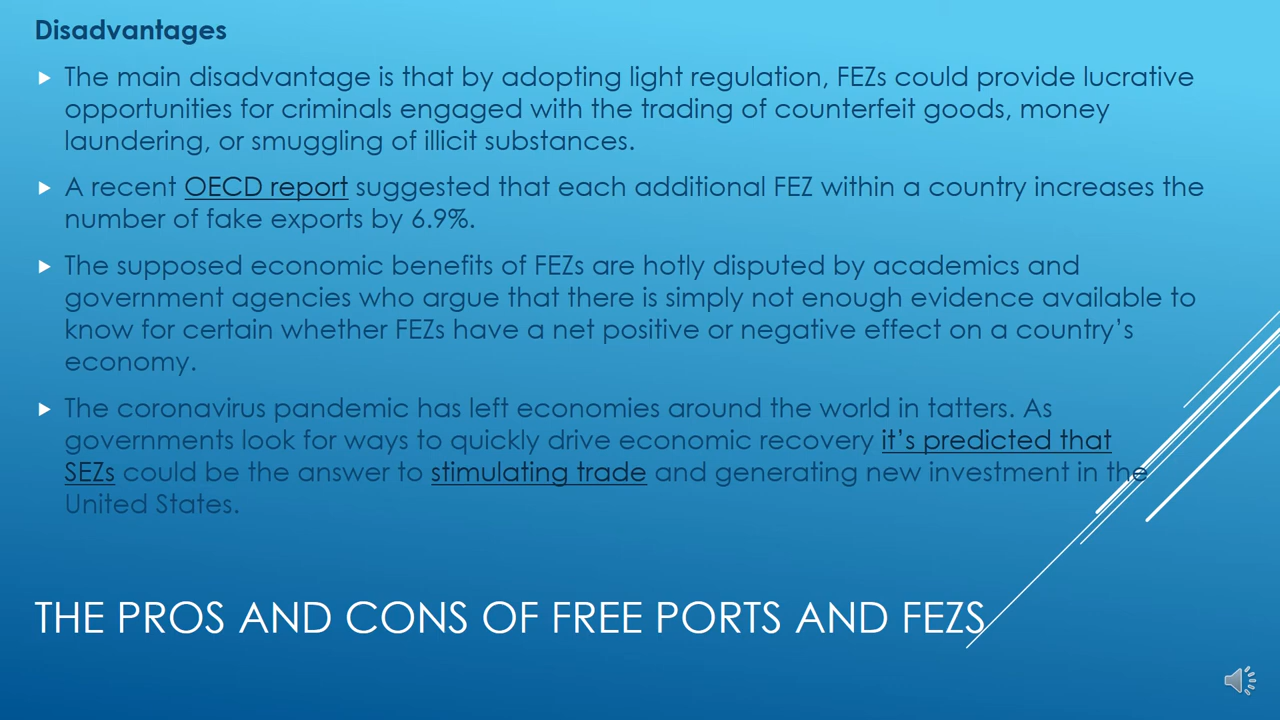 Disadvantages
The main disadvantage is that by adopting light regulation, FEZs could provide lucrative
opportunities for criminals engaged with the trading of counterfeit goods, money
laundering, or smuggling of illicit substances.
A recent OECD report suggested that each additional FEZ within a country increases the
number of fake exports by 6.9%.
The supposed economic benefits of FEZs are hotly disputed by academics and
government agencies who argue that there is simply not enough evidence available to
know for certain whether FEZs have a net positive or negative effect on a country’s
economy.
The coronavirus pandemic has left economies around the world in tatters. As
governments look for ways to quickly drive economic recovery it’s predicted that
SEZs could be the answer to stimulating trade and generating new investment in the
United States.
THE PROS AND CONS OF FREE PORTS AND FEZS